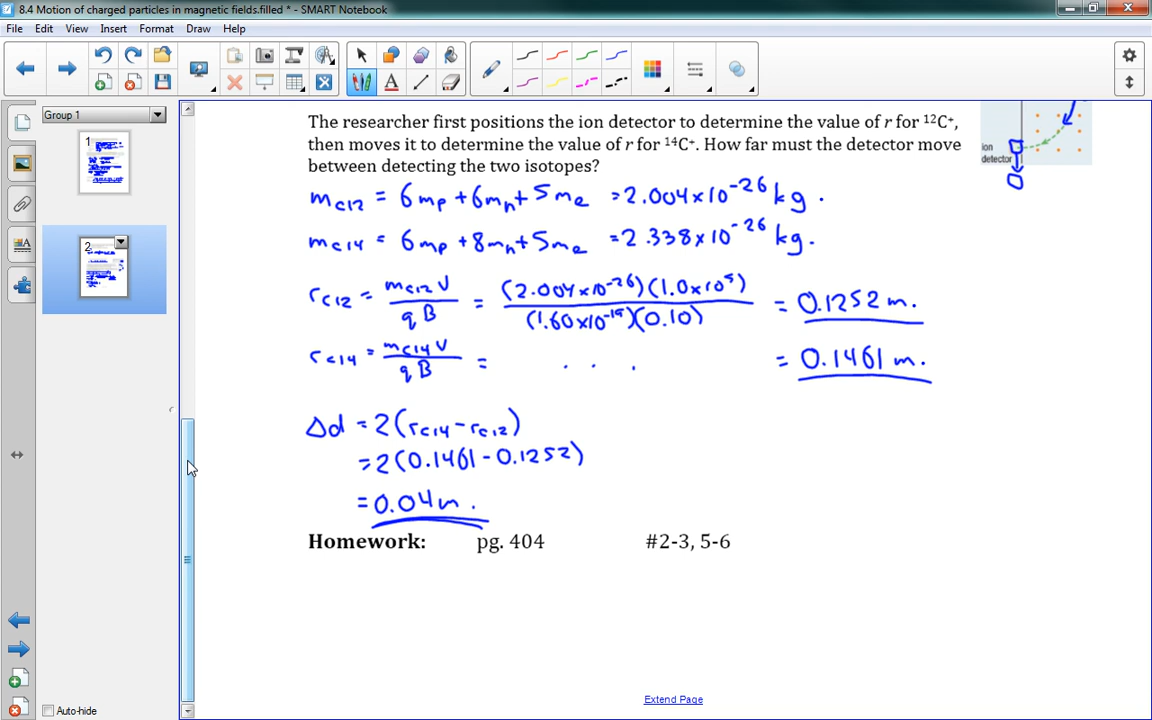 8.4 Motion of charged particles in magnetic fields.filled * - SMART Notebook
File Edit View Insert Format Draw Help
Group 1
1
2
The researcher first positions the ion detector to determine the value of r for ¹²C⁺,
then moves it to determine the value of r for ¹⁴C⁺. How far must the detector move
between detecting the two isotopes?
ion
detector
m_C12 = 6m_p + 6m_n + 5m_e = 2.004 x 10⁻²⁶ kg.
m_C14 = 6m_p + 8m_n + 5m_e = 2.338 x 10⁻²⁶ kg.
r_C12 = m_C12 V / qB = (2.004 x 10⁻²⁶)(1.0 x 10⁵) / (1.60 x 10⁻¹⁹)(0.10) = 0.1252 m.
r_C14 = m_C14 V / qB = . . . = 0.1461 m.
Δd = 2(r_C14 - r_C12)
= 2(0.1461 - 0.1252)
= 0.04 m.
Homework: pg. 404 #2-3, 5-6
Extend Page
Auto-hide